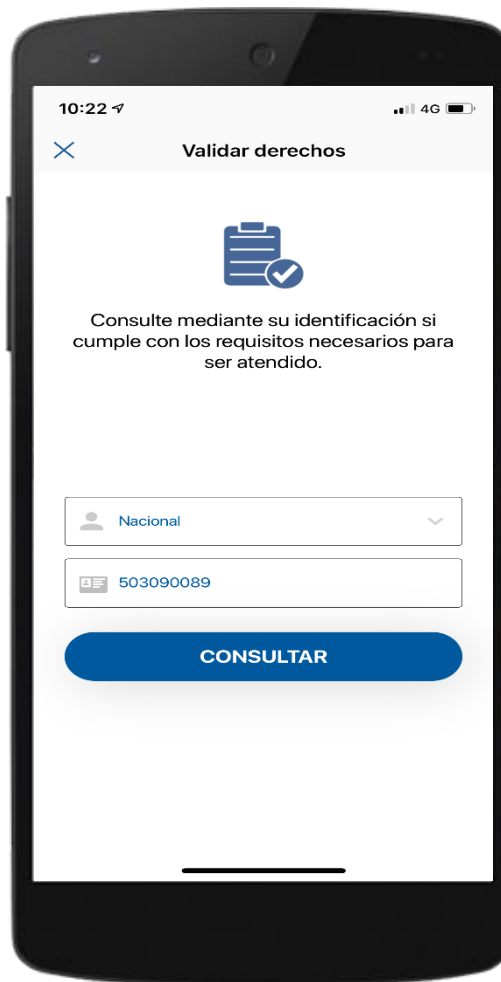 10:22
4G
Validar derechos
Consulte mediante su identificación si
cumple con los requisitos necesarios para
ser atendido.
Nacional
503090089
CONSULTAR